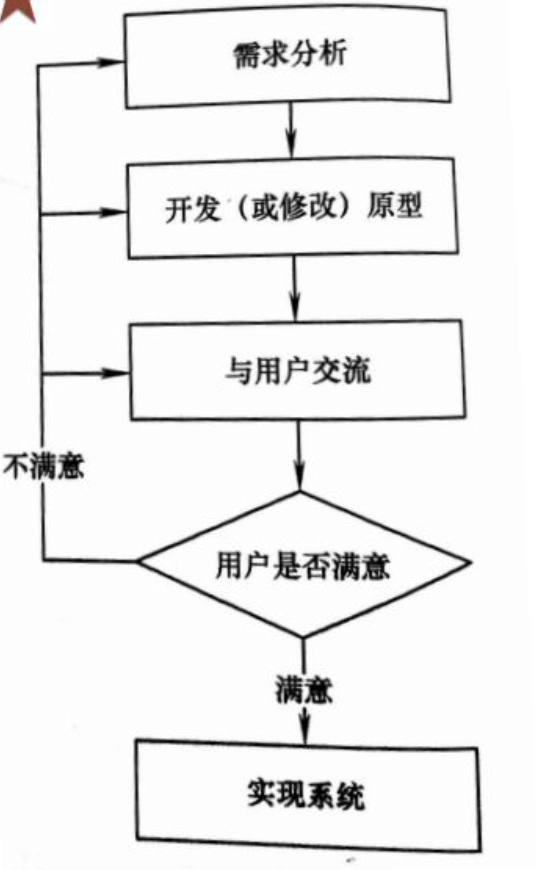 需求分析
开发（或修改）原型
与用户交流
不满意
用户是否满意
满意
实现系统